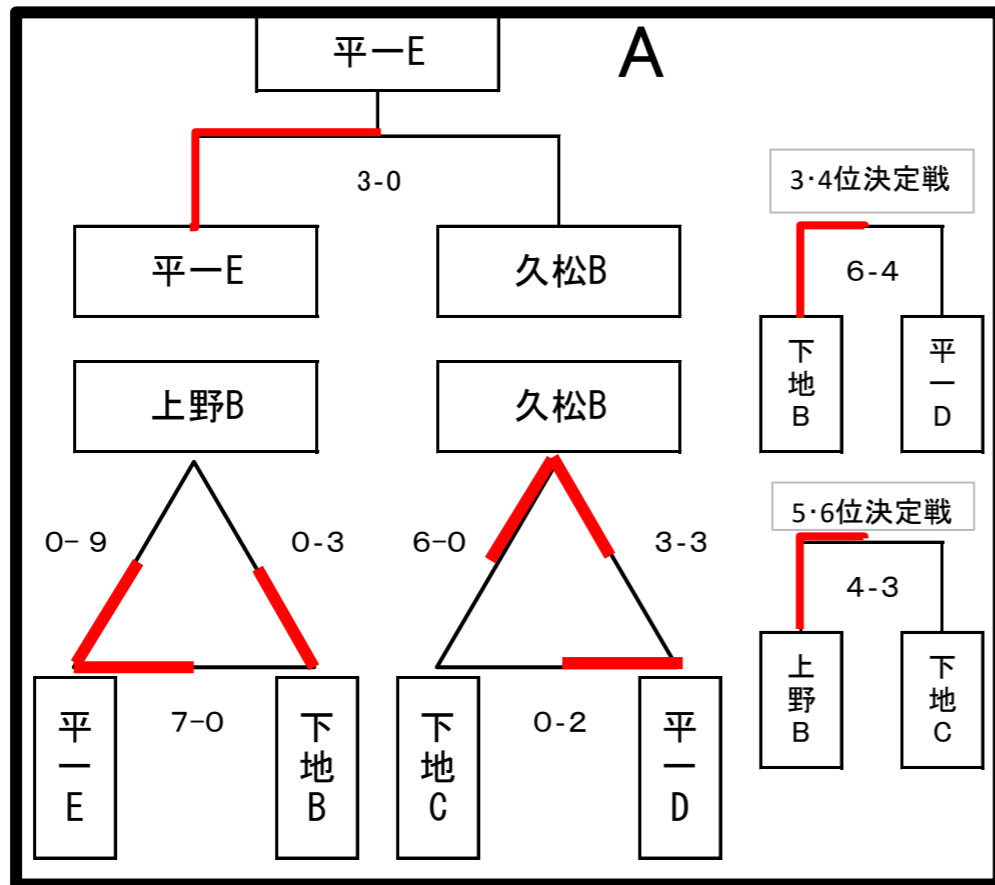 平一E
A
3-0
3･4位決定戦
平一E
久松B
6-4
下地B
平一D
上野B
久松B
5･6位決定戦
0-9
0-3
6-0
3-3
4-3
上野B
下地C
平一E
7-0
下地B
下地C
0-2
平一D